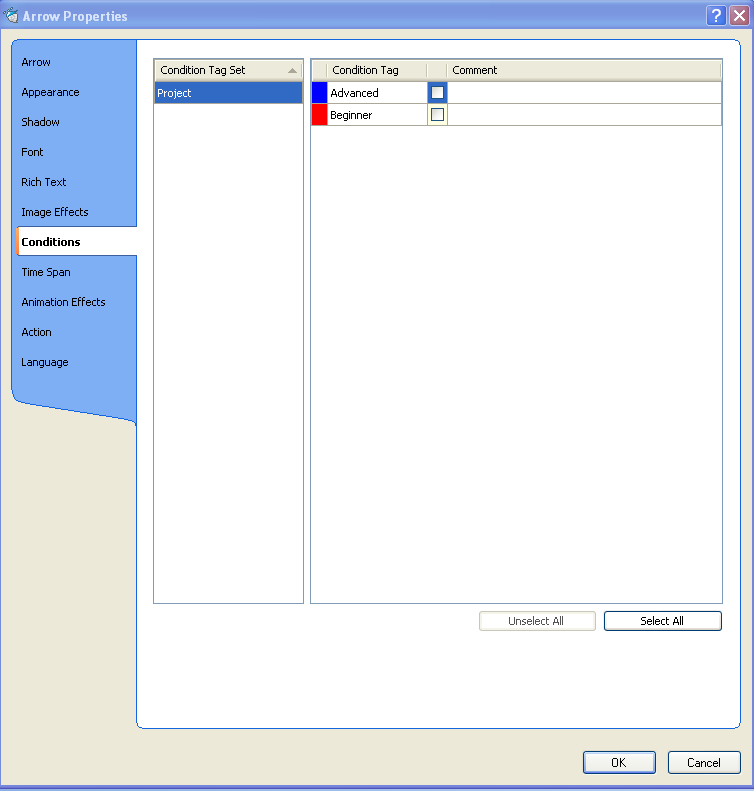 Arrow Properties
Arrow
Appearance
Shadow
Font
Rich Text
Image Effects
Conditions
Time Span
Animation Effects
Action
Language
Condition Tag Set
Project
Condition Tag Comment
Advanced
Beginner
Unselect All Select All
OK Cancel